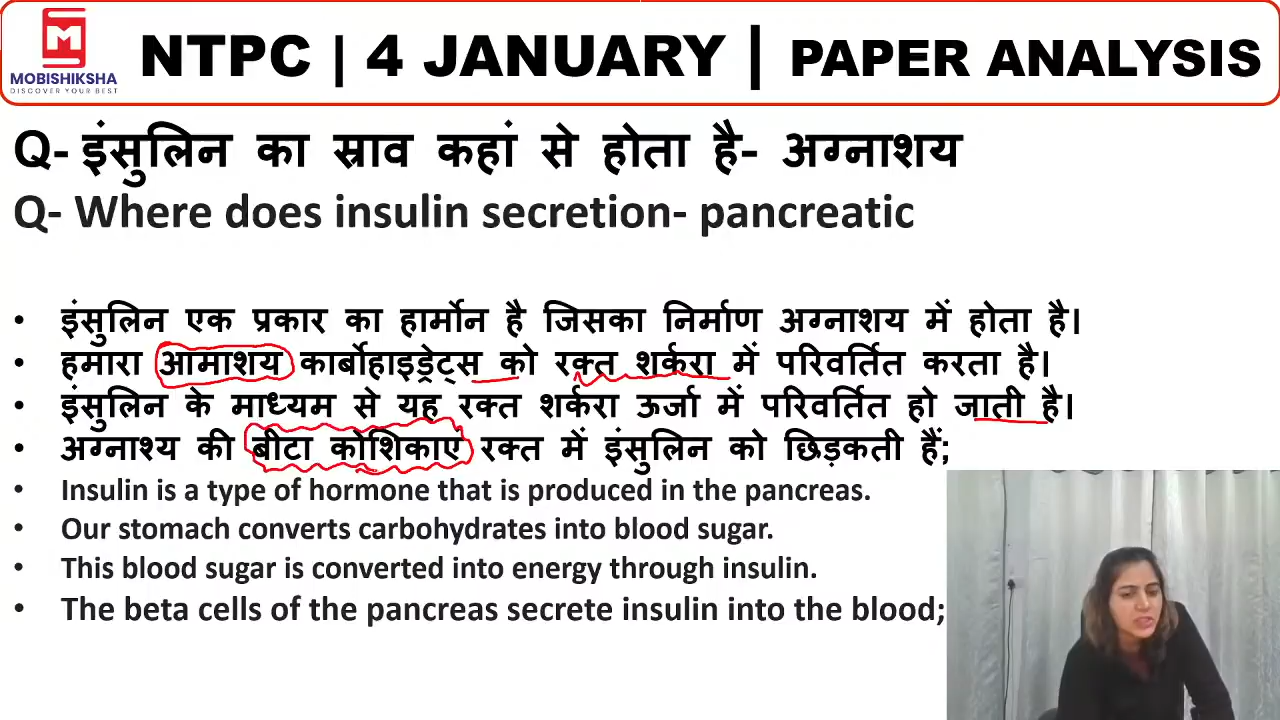 MOBISHIKSHA
DISCOVER YOUR BEST
NTPC | 4 JANUARY | PAPER ANALYSIS
Q- इंसुलिन का स्राव कहां से होता है- अग्नाशय
Q- Where does insulin secretion- pancreatic
• इंसुलिन एक प्रकार का हार्मोन है जिसका निर्माण अग्नाशय में होता है।
• हमारा आमाशय कार्बोहाइड्रेट्स को रक्त शर्करा में परिवर्तित करता है।
• इंसुलिन के माध्यम से यह रक्त शर्करा ऊर्जा में परिवर्तित हो जाती है।
• अग्नाश्य की बीटा कोशिकाएं रक्त में इंसुलिन को छिड़कती हैं;
• Insulin is a type of hormone that is produced in the pancreas.
• Our stomach converts carbohydrates into blood sugar.
• This blood sugar is converted into energy through insulin.
• The beta cells of the pancreas secrete insulin into the blood;